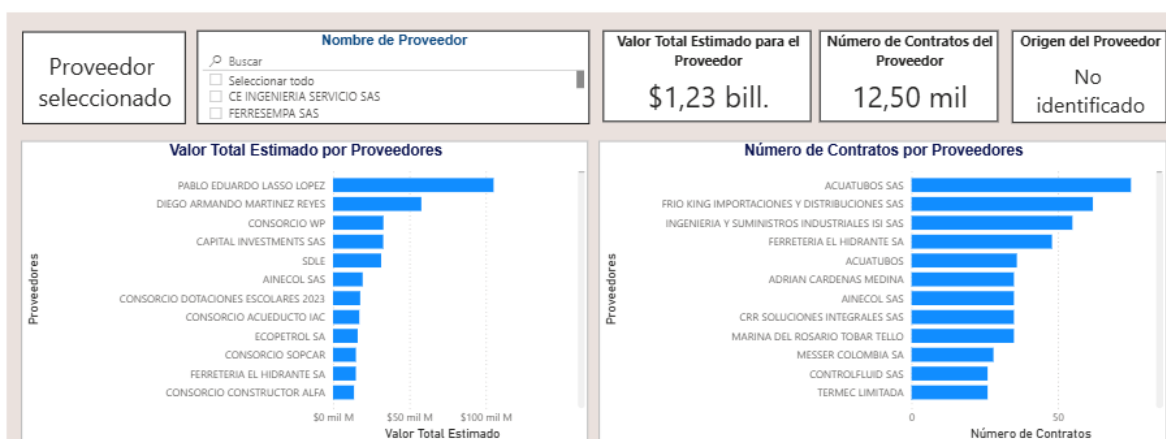 Proveedor
seleccionado
Nombre de Proveedor
Buscar
Seleccionar todo
CE INGENIERIA SERVICIO SAS
FERRESEMPA SAS
Valor Total Estimado para el
Proveedor
$1,23 bill.
Número de Contratos del
Proveedor
12,50 mil
Origen del Proveedor
No
identificado
Valor Total Estimado por Proveedores
Proveedores
PABLO EDUARDO LASSO LOPEZ
DIEGO ARMANDO MARTINEZ REYES
CONSORCIO WP
CAPITAL INVESTMENTS SAS
SDLE
AINECOL SAS
CONSORCIO DOTACIONES ESCOLARES 2023
CONSORCIO ACUEDUCTO IAC
ECOPETROL SA
CONSORCIO SOPCAR
FERRETERIA EL HIDRANTE SA
CONSORCIO CONSTRUCTOR ALFA
$0 mil M $50 mil M $100 mil M
Valor Total Estimado
Número de Contratos por Proveedores
Proveedores
ACUATUBOS SAS
FRIO KING IMPORTACIONES Y DISTRIBUCIONES SAS
INGENIERIA Y SUMINISTROS INDUSTRIALES ISI SAS
FERRETERIA EL HIDRANTE SA
ACUATUBOS
ADRIAN CARDENAS MEDINA
AINECOL SAS
CRR SOLUCIONES INTEGRALES SAS
MARINA DEL ROSARIO TOBAR TELLO
MESSER COLOMBIA SA
CONTROLFLUID SAS
TERMEC LIMITADA
0 50
Número de Contratos